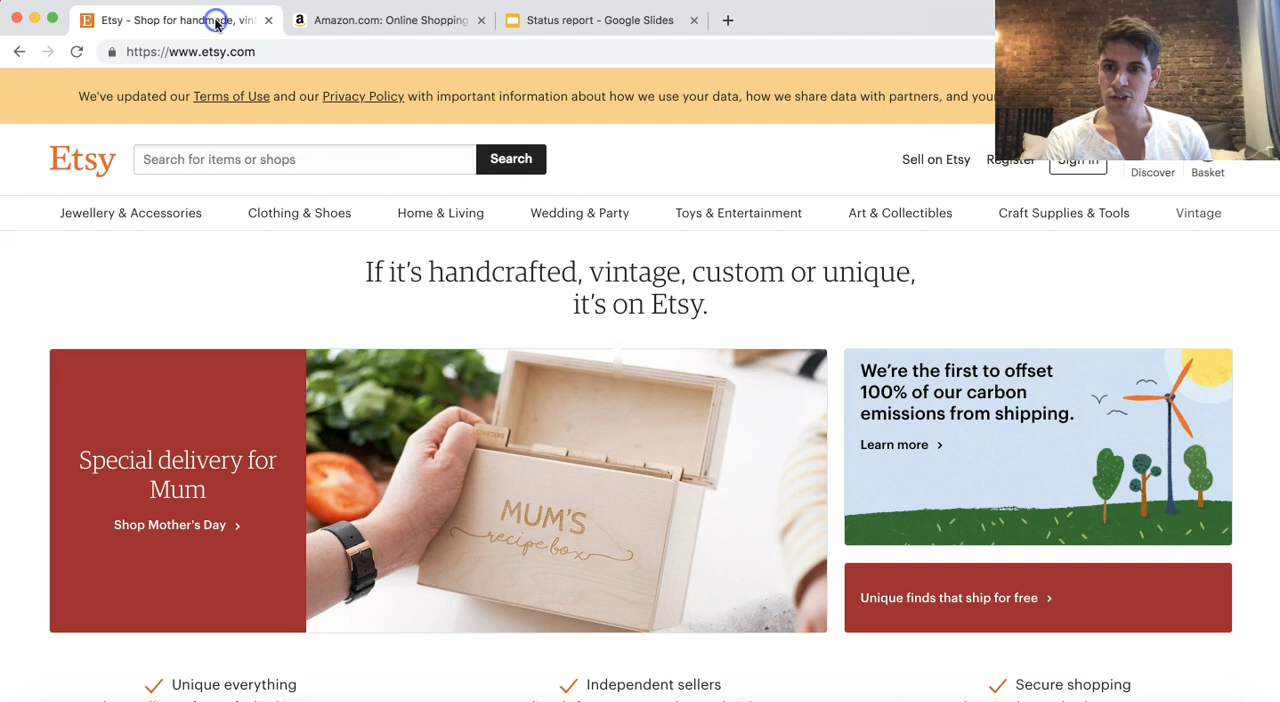 Etsy - Shop for handmade, vint
Amazon.com: Online Shopping
Status report - Google Slides
https://www.etsy.com
We've updated our Terms of Use and our Privacy Policy with important information about how we use your data, how we share data with partners, and your
Etsy
Search for items or shops
Search
Sell on Etsy
Register
Sign in
Discover
Basket
Jewellery & Accessories
Clothing & Shoes
Home & Living
Wedding & Party
Toys & Entertainment
Art & Collectibles
Craft Supplies & Tools
Vintage
If it's handcrafted, vintage, custom or unique,
it's on Etsy.
Special delivery for
Mum
Shop Mother's Day
MUM'S
recipe box
We're the first to offset
100% of our carbon
emissions from shipping.
Learn more
Unique finds that ship for free
Unique everything
Independent sellers
Secure shopping